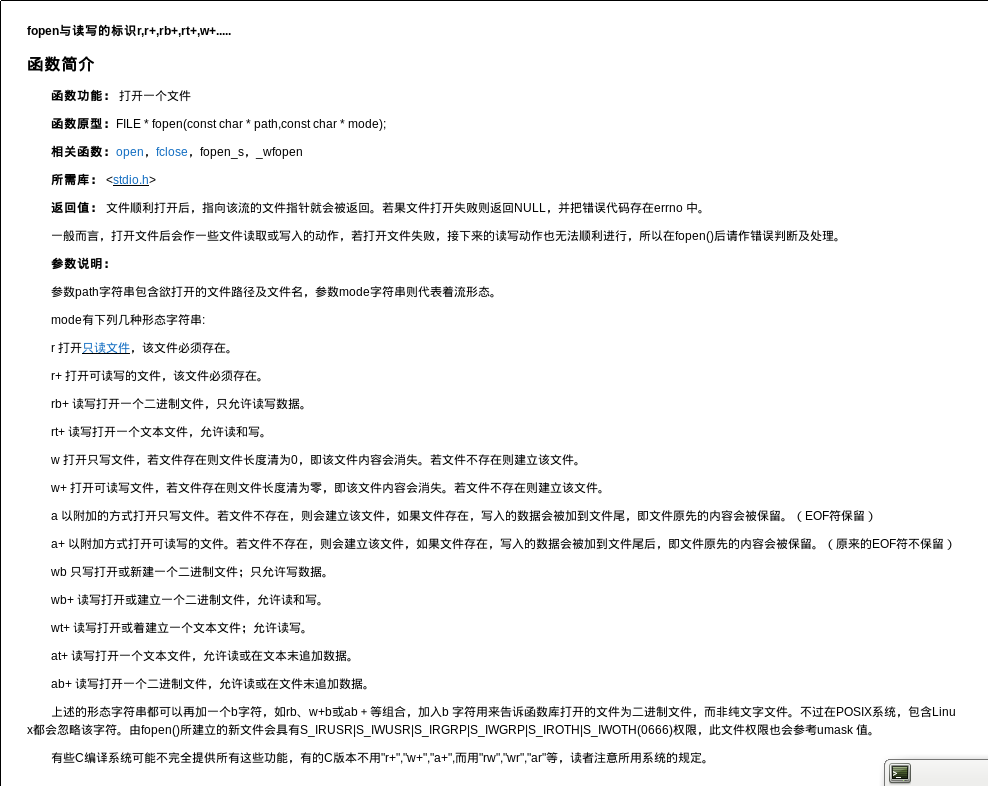 fopen与读写的标识r,r+,rb+,rt+,w+.....
函数简介
函数功能： 打开一个文件
函数原型：FILE * fopen(const char * path,const char * mode);
相关函数：open，fclose，fopen_s，_wfopen
所需库： <stdio.h>
返回值： 文件顺利打开后，指向该流的文件指针就会被返回。若果文件打开失败则返回NULL，并把错误代码存在errno 中。
一般而言，打开文件后会作一些文件读取或写入的动作，若打开文件失败，接下来的读写动作也无法顺利进行，所以在fopen()后请作错误判断及处理。
参数说明：
参数path字符串包含欲打开的文件路径及文件名，参数mode字符串则代表着流形态。
mode有下列几种形态字符串:
r 打开只读文件，该文件必须存在。
r+ 打开可读写的文件，该文件必须存在。
rb+ 读写打开一个二进制文件，只允许读写数据。
rt+ 读写打开一个文本文件，允许读和写。
w 打开只写文件，若文件存在则文件长度清为0，即该文件内容会消失。若文件不存在则建立该文件。
w+ 打开可读写文件，若文件存在则文件长度清为零，即该文件内容会消失。若文件不存在则建立该文件。
a 以附加的方式打开只写文件。若文件不存在，则会建立该文件，如果文件存在，写入的数据会被加到文件尾，即文件原先的内容会被保留。（EOF符保留）
a+ 以附加方式打开可读写的文件。若文件不存在，则会建立该文件，如果文件存在，写入的数据会被加到文件尾后，即文件原先的内容会被保留。（原来的EOF符不保留）
wb 只写打开或新建一个二进制文件；只允许写数据。
wb+ 读写打开或建立一个二进制文件，允许读和写。
wt+ 读写打开或着建立一个文本文件；允许读写。
at+ 读写打开一个文本文件，允许读或在文本末追加数据。
ab+ 读写打开一个二进制文件，允许读或在文件末追加数据。
上述的形态字符串都可以再加一个b字符，如rb、w+b或ab＋等组合，加入b 字符用来告诉函数库打开的文件为二进制文件，而非纯文字文件。不过在POSIX系统，包含Linu
x都会忽略该字符。由fopen()所建立的新文件会具有S_IRUSR|S_IWUSR|S_IRGRP|S_IWGRP|S_IROTH|S_IWOTH(0666)权限，此文件权限也会参考umask 值。
有些C编译系统可能不完全提供所有这些功能，有的C版本不用"r+","w+","a+",而用"rw","wr","ar"等，读者注意所用系统的规定。